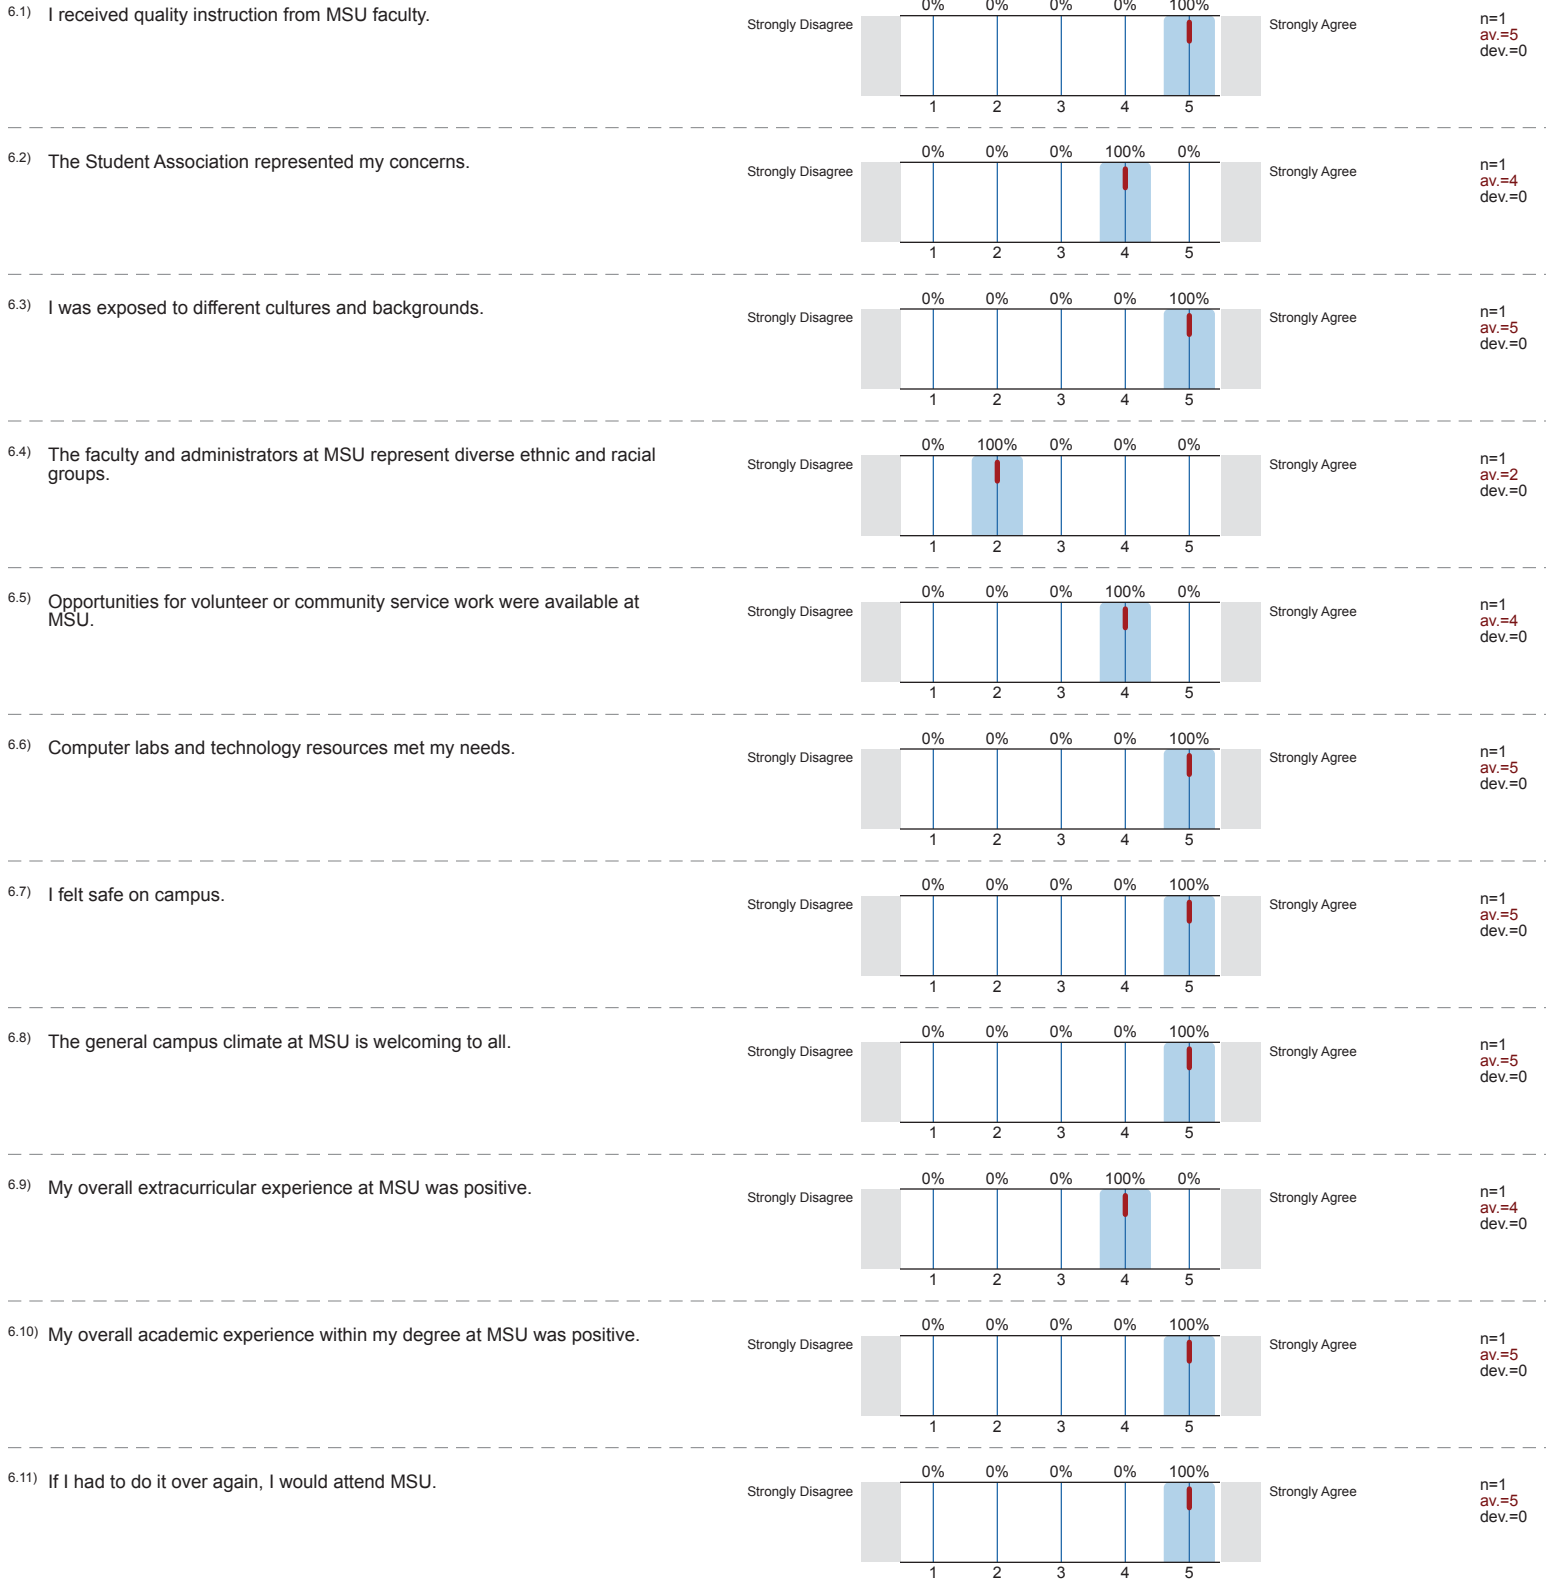 6.1) I received quality instruction from MSU faculty.
0% 0% 0% 0% 100%
Strongly Disagree Strongly Agree
n=1
av.=5
dev.=0
1 2 3 4 5
6.2) The Student Association represented my concerns.
0% 0% 0% 100% 0%
Strongly Disagree Strongly Agree
n=1
av.=4
dev.=0
1 2 3 4 5
6.3) I was exposed to different cultures and backgrounds.
0% 0% 0% 0% 100%
Strongly Disagree Strongly Agree
n=1
av.=5
dev.=0
1 2 3 4 5
6.4) The faculty and administrators at MSU represent diverse ethnic and racial
groups.
0% 100% 0% 0% 0%
Strongly Disagree Strongly Agree
n=1
av.=2
dev.=0
1 2 3 4 5
6.5) Opportunities for volunteer or community service work were available at
MSU.
0% 0% 0% 100% 0%
Strongly Disagree Strongly Agree
n=1
av.=4
dev.=0
1 2 3 4 5
6.6) Computer labs and technology resources met my needs.
0% 0% 0% 0% 100%
Strongly Disagree Strongly Agree
n=1
av.=5
dev.=0
1 2 3 4 5
6.7) I felt safe on campus.
0% 0% 0% 0% 100%
Strongly Disagree Strongly Agree
n=1
av.=5
dev.=0
1 2 3 4 5
6.8) The general campus climate at MSU is welcoming to all.
0% 0% 0% 0% 100%
Strongly Disagree Strongly Agree
n=1
av.=5
dev.=0
1 2 3 4 5
6.9) My overall extracurricular experience at MSU was positive.
0% 0% 0% 100% 0%
Strongly Disagree Strongly Agree
n=1
av.=4
dev.=0
1 2 3 4 5
6.10) My overall academic experience within my degree at MSU was positive.
0% 0% 0% 0% 100%
Strongly Disagree Strongly Agree
n=1
av.=5
dev.=0
1 2 3 4 5
6.11) If I had to do it over again, I would attend MSU.
0% 0% 0% 0% 100%
Strongly Disagree Strongly Agree
n=1
av.=5
dev.=0
1 2 3 4 5